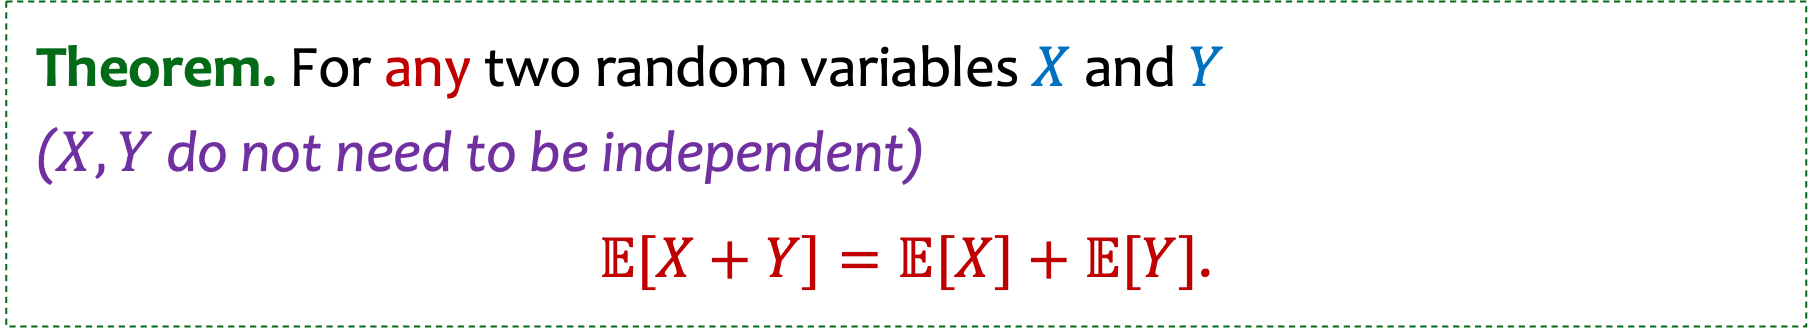 Theorem. For any two random variables X and Y
(X, Y do not need to be independent)
𝔼[X + Y] = 𝔼[X] + 𝔼[Y].